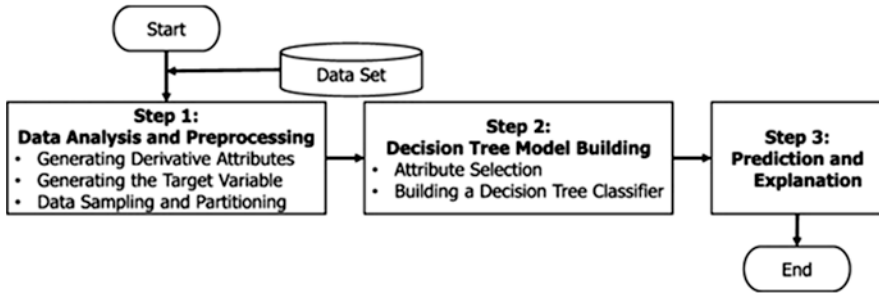 Start
Data Set
Step 1:
Data Analysis and Preprocessing
• Generating Derivative Attributes
• Generating the Target Variable
• Data Sampling and Partitioning
Step 2:
Decision Tree Model Building
• Attribute Selection
• Building a Decision Tree Classifier
Step 3:
Prediction and
Explanation
End